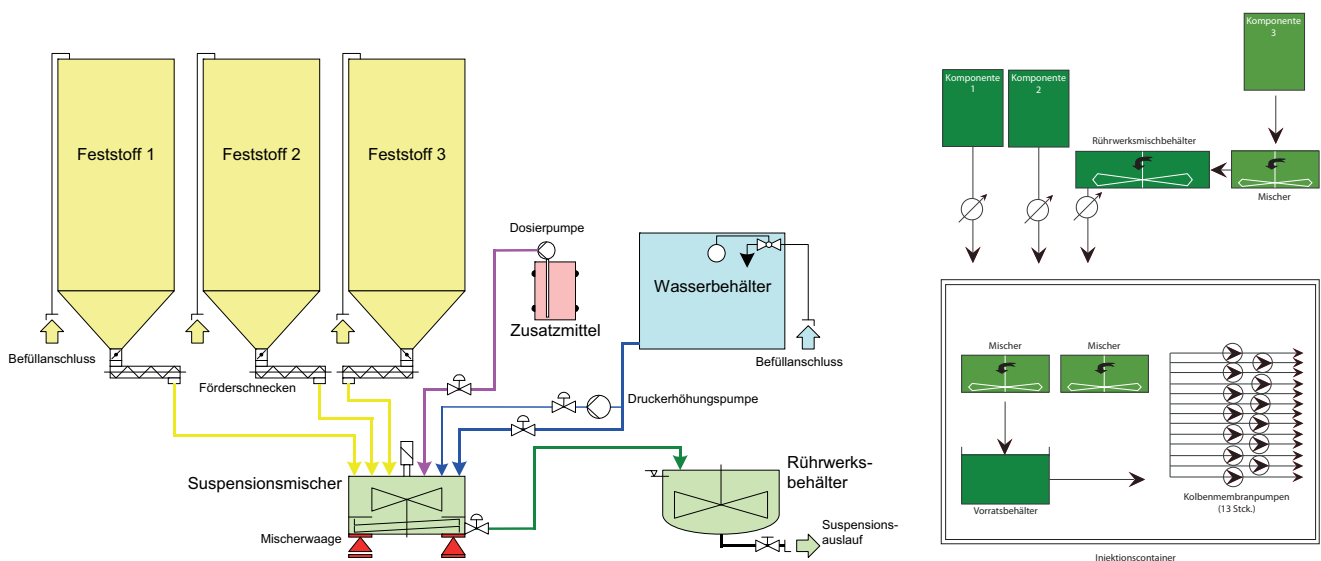 Feststoff 1
Feststoff 2
Feststoff 3
Befüllanschluss
Förderschnecken
Dosierpumpe
Zusatzmittel
Wasserbehälter
Befüllanschluss
Druckerhöhungspumpe
Suspensionsmischer
Mischerwaage
Rührwerks-
behälter
Suspensions-
auslauf
Komponente
1
Komponente
2
Komponente
3
Rührwerksmischbehälter
Mischer
Mischer
Mischer
Vorratsbehälter
Kolbenmembranpumpen
(13 Stck.)
Injektionscontainer